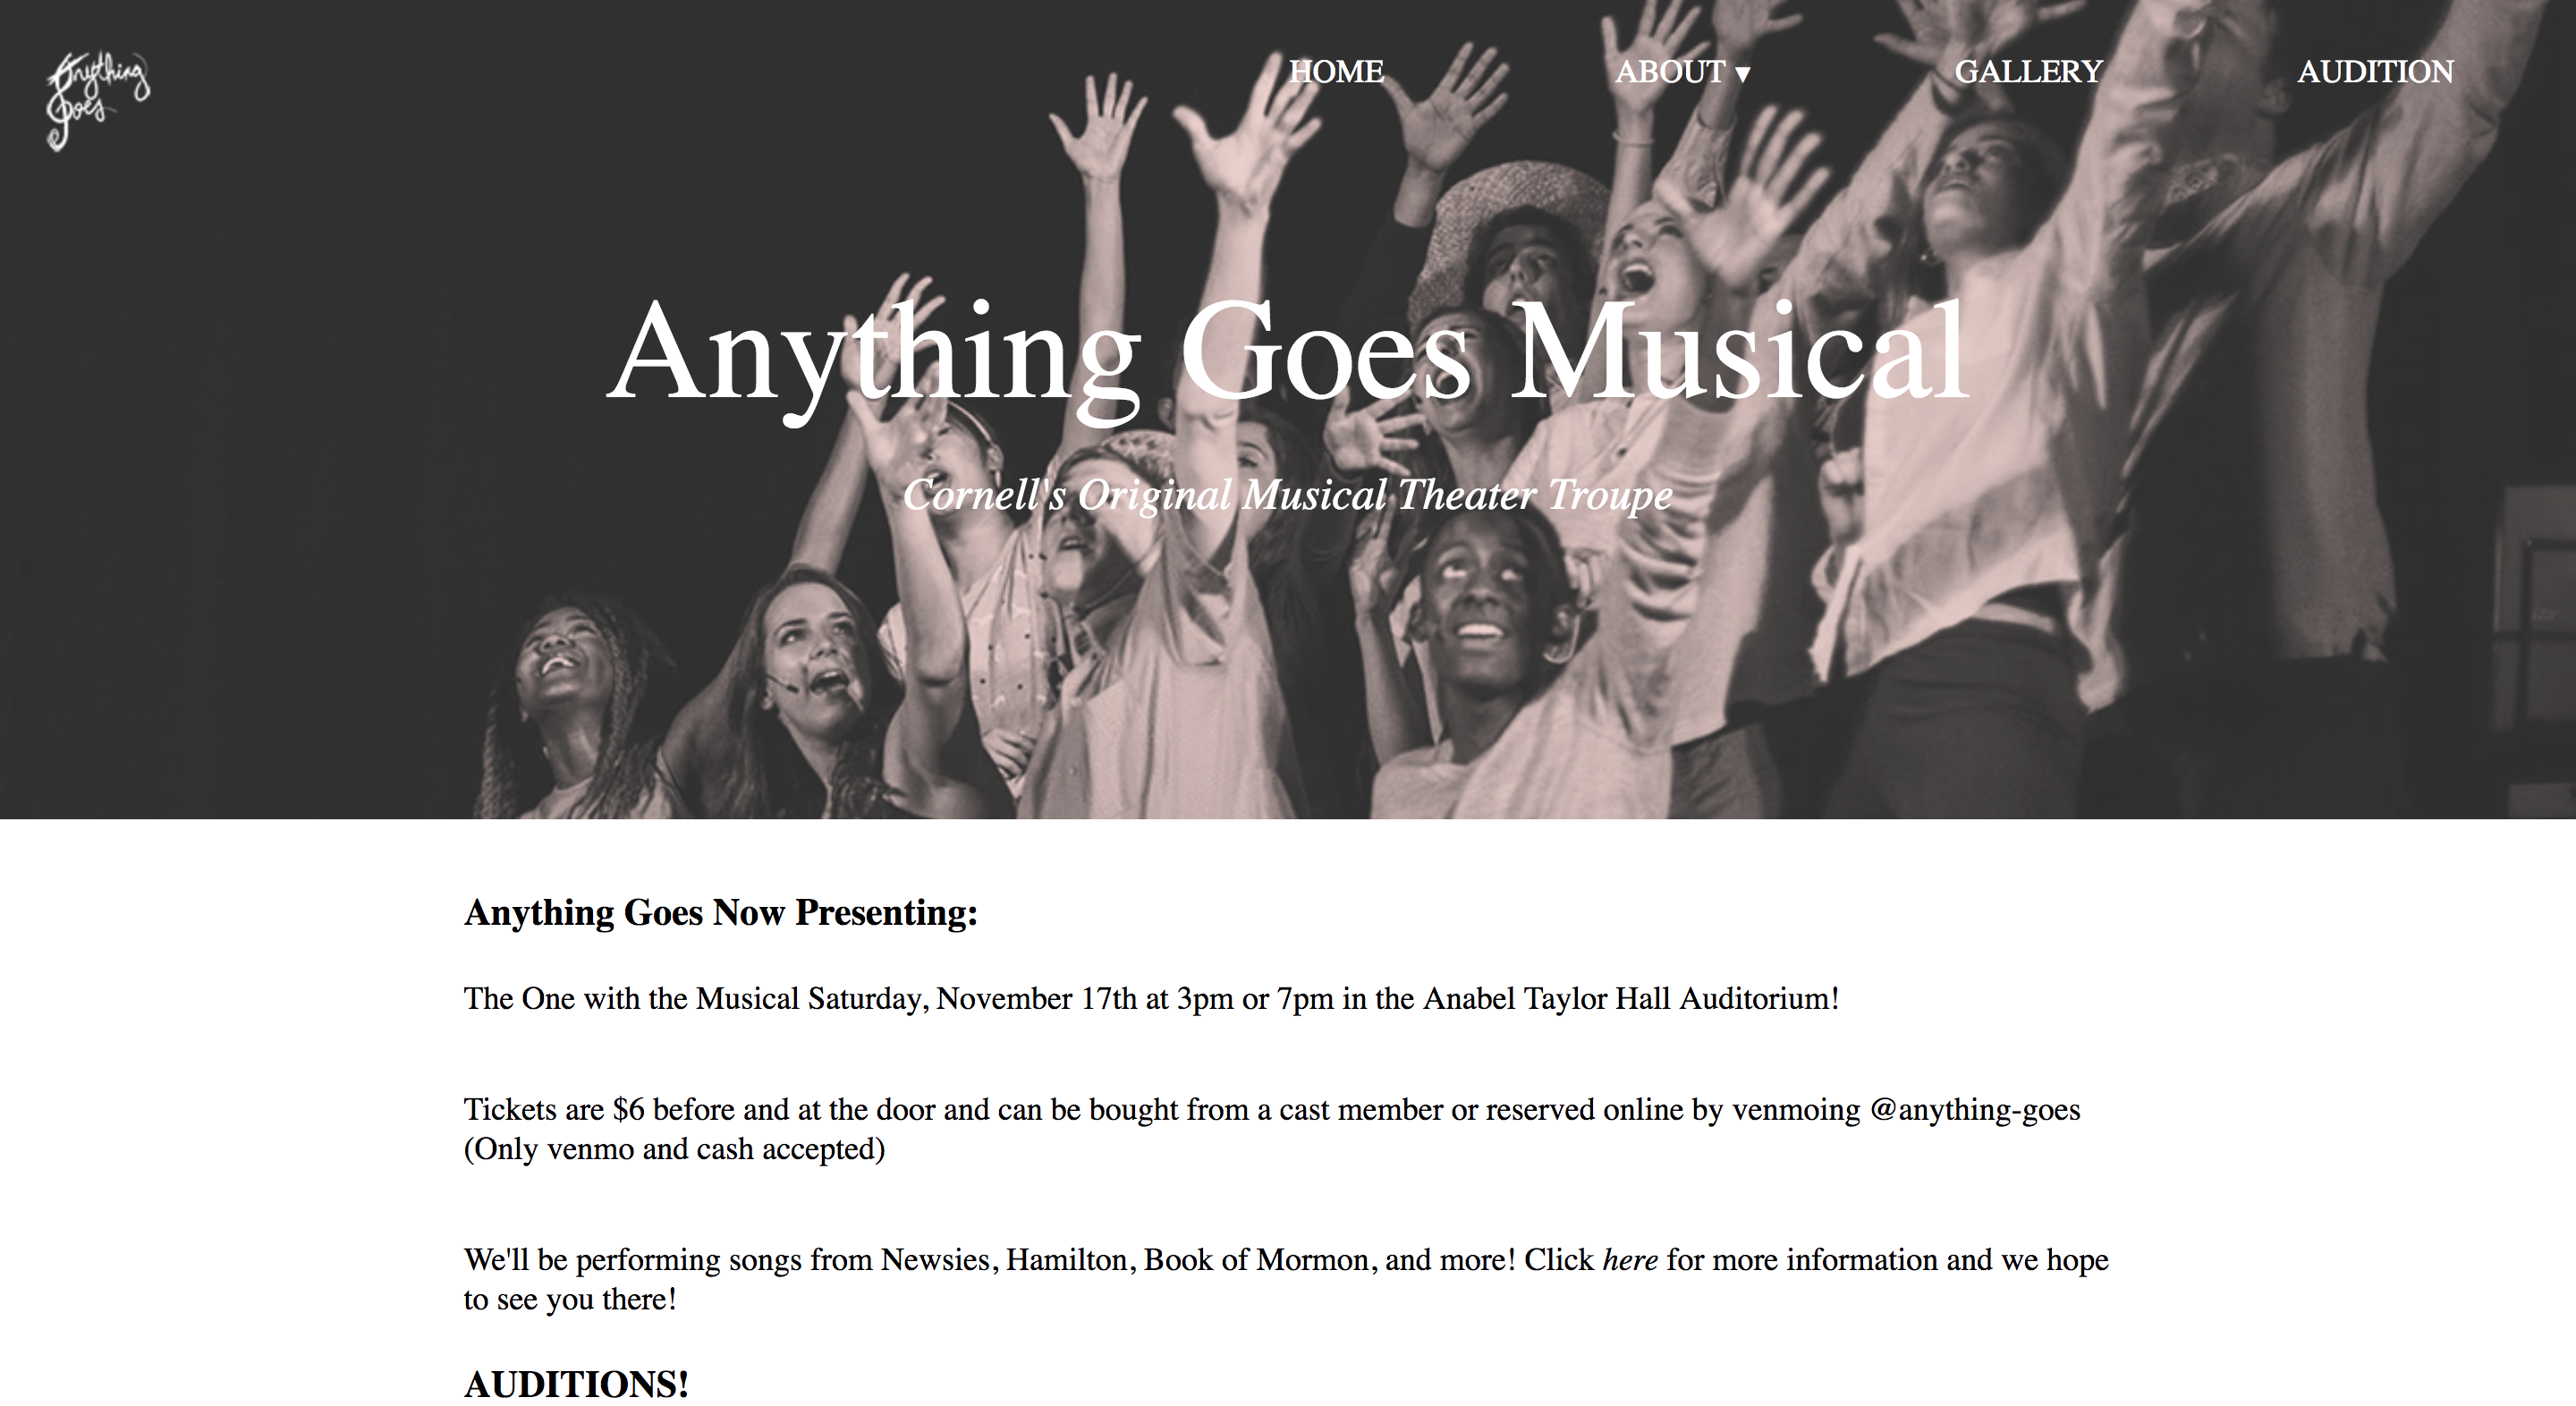 Anything
Goes
HOME
ABOUT ▾
GALLERY
AUDITION
Anything Goes Musical
Cornell's Original Musical Theater Troupe
Anything Goes Now Presenting:
The One with the Musical Saturday, November 17th at 3pm or 7pm in the Anabel Taylor Hall Auditorium!
Tickets are $6 before and at the door and can be bought from a cast member or reserved online by venmoing @anything-goes
(Only venmo and cash accepted)
We'll be performing songs from Newsies, Hamilton, Book of Mormon, and more! Click here for more information and we hope
to see you there!
AUDITIONS!